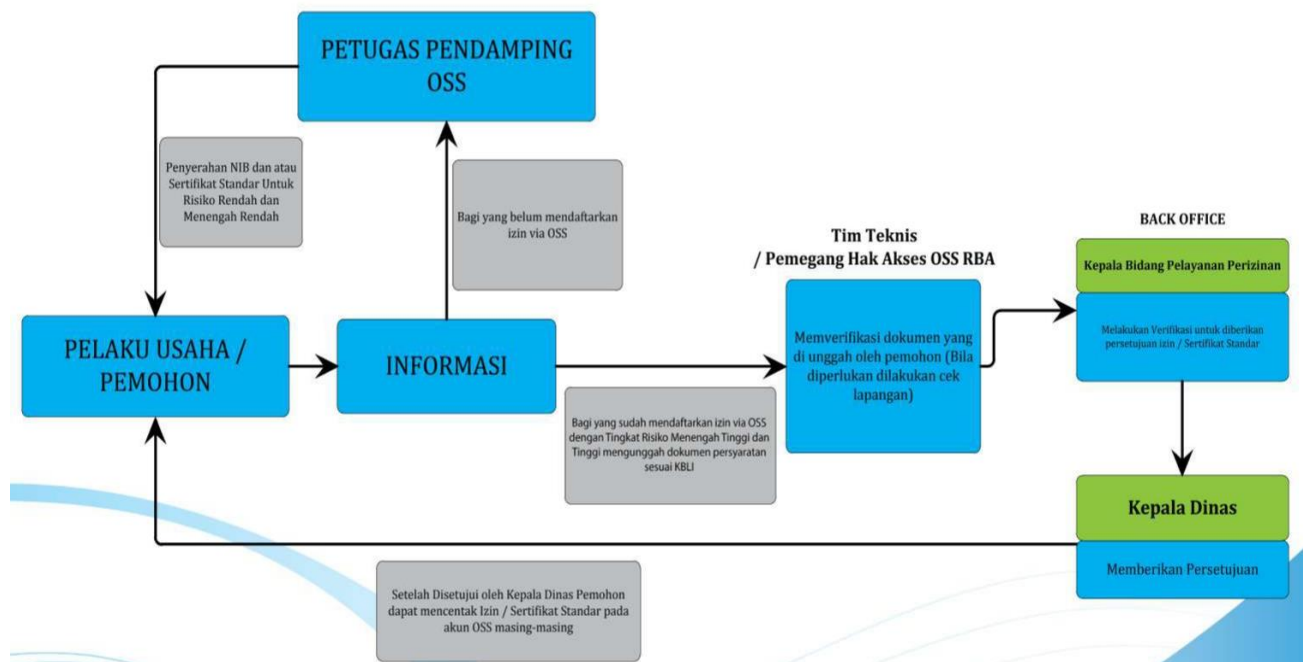 PETUGAS PENDAMPING
OSS
Penyerahan NIB dan atau
Sertifikat Standar Untuk
Risiko Rendah dan
Menengah Rendah
Bagi yang belum mendaftarkan
izin via OSS
PELAKU USAHA /
PEMOHON
INFORMASI
Bagi yang sudah mendaftarkan izin via OSS
dengan Tingkat Risiko Menengah Tinggi dan
Tinggi mengunggah dokumen persyaratan
sesuai KBLI
Tim Teknis
/ Pemegang Hak Akses OSS RBA
Memverifikasi dokumen yang
di unggah oleh pemohon (Bila
diperlukan dilakukan cek
lapangan)
BACK OFFICE
Kepala Bidang Pelayanan Perizinan
Melakukan Verifikasi untuk diberikan
persetujuan izin / Sertifikat Standar
Kepala Dinas
Memberikan Persetujuan
Setelah Disetujui oleh Kepala Dinas Pemohon
dapat mencentak Izin / Sertifikat Standar pada
akun OSS masing-masing